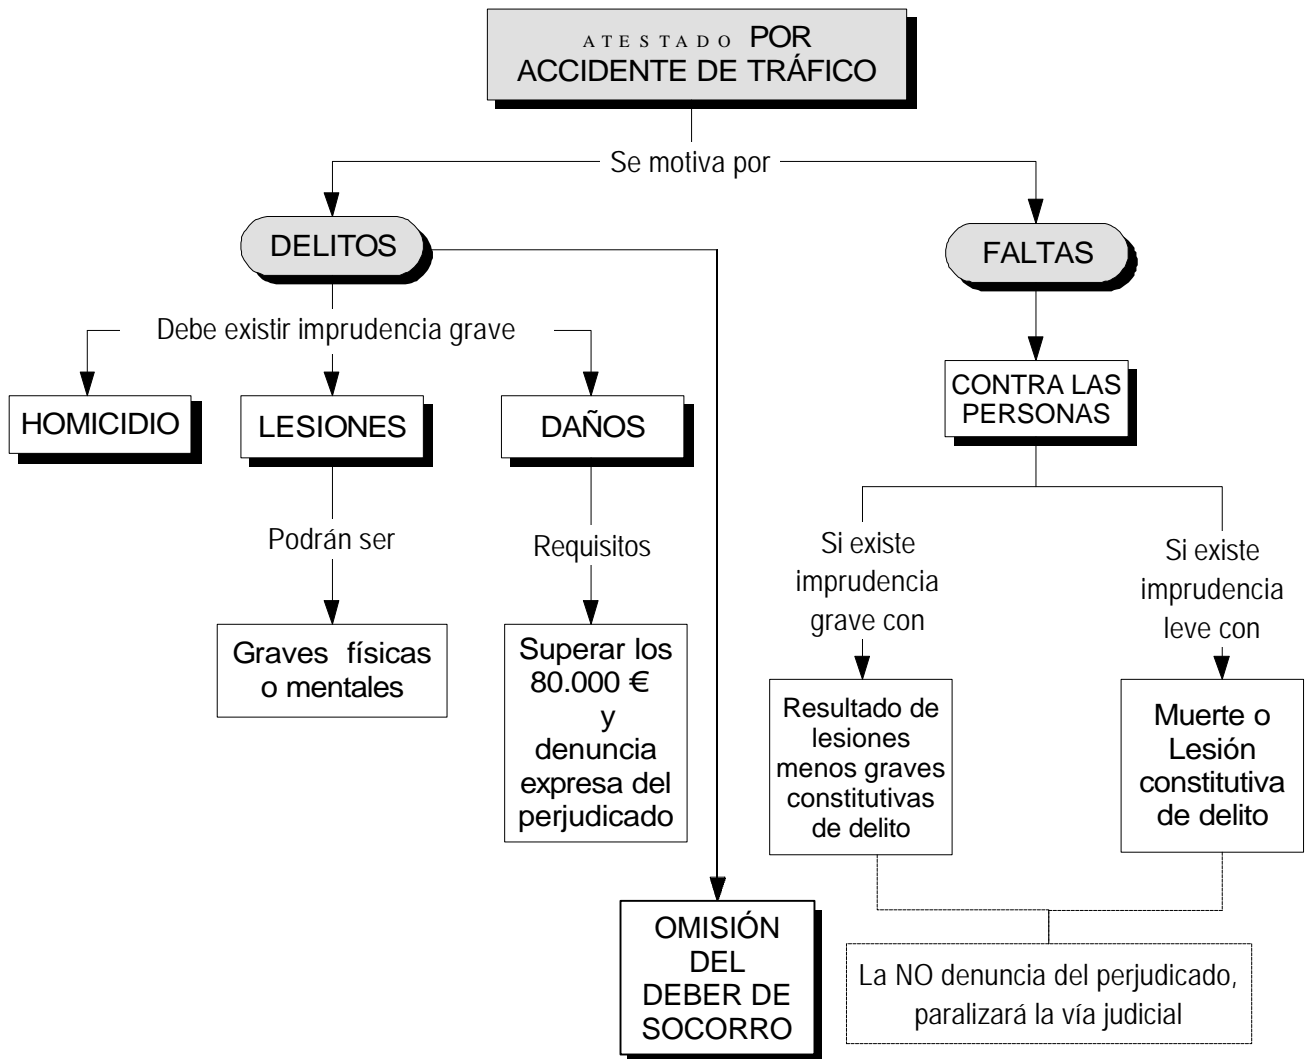 ATESTADO POR
ACCIDENTE DE TRÁFICO
Se motiva por
DELITOS
FALTAS
Debe existir imprudencia grave
HOMICIDIO
LESIONES
DAÑOS
CONTRA LAS
PERSONAS
Podrán ser
Requisitos
Si existe
imprudencia
grave con
Si existe
imprudencia
leve con
Graves físicas
o mentales
Superar los
80.000 €
y
denuncia
expresa del
perjudicado
Resultado de
lesiones
menos graves
constitutivas
de delito
Muerte o
Lesión
constitutiva
de delito
OMISIÓN
DEL
DEBER DE
SOCORRO
La NO denuncia del perjudicado,
paralizará la vía judicial